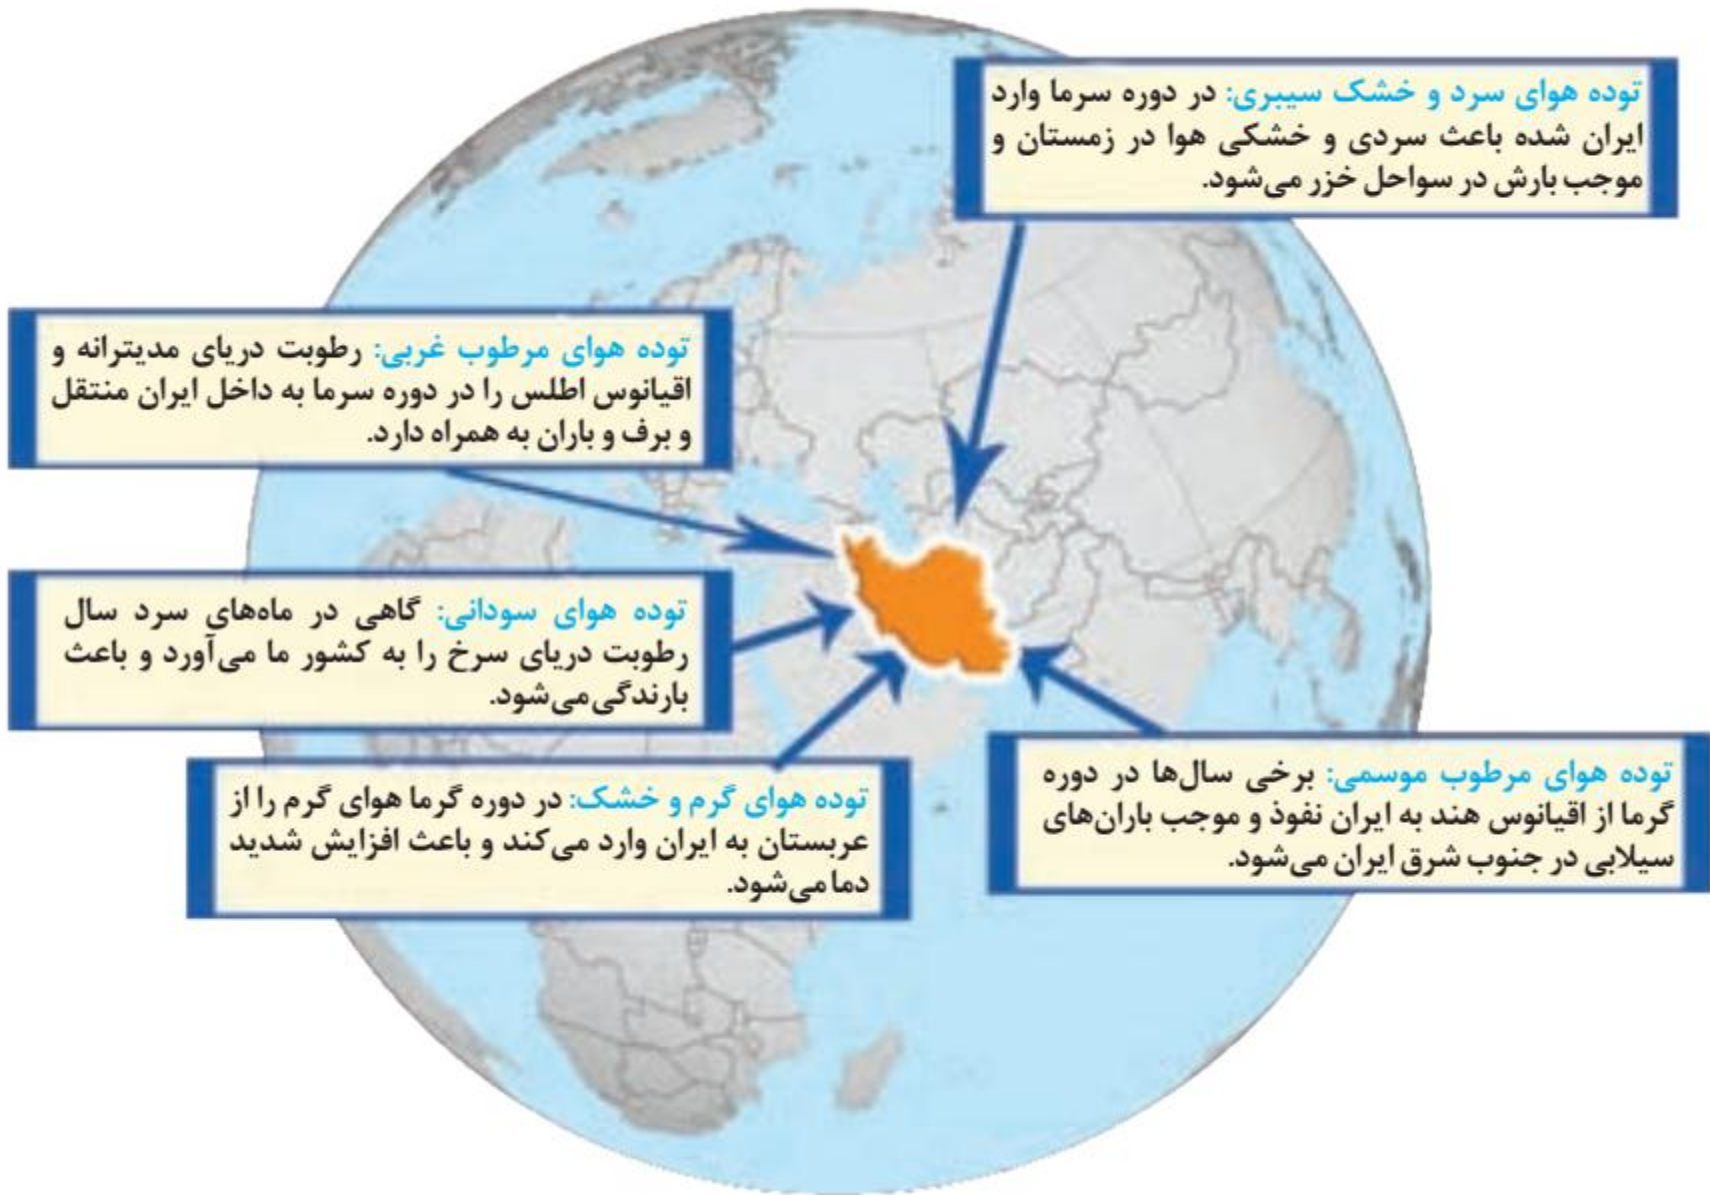 توده هوای سرد و خشک سیبری: در دوره سرما وارد
ایران شده باعث سردی و خشکی هوا در زمستان و
موجب بارش در سواحل خزر می‌شود.
توده هوای مرطوب غربی: رطوبت دریای مدیترانه و
اقیانوس اطلس را در دوره سرما به داخل ایران منتقل
و برف و باران به همراه دارد.
توده هوای سودانی: گاهی در ماه‌های سرد سال
رطوبت دریای سرخ را به کشور ما می‌آورد و باعث
بارندگی می‌شود.
توده هوای مرطوب موسمی: برخی سال‌ها در دوره
گرما از اقیانوس هند به ایران نفوذ و موجب باران‌های
سیلابی در جنوب شرق ایران می‌شود.
توده هوای گرم و خشک: در دوره گرما هوای گرم را از
عربستان به ایران وارد می‌کند و باعث افزایش شدید
دما می‌شود.